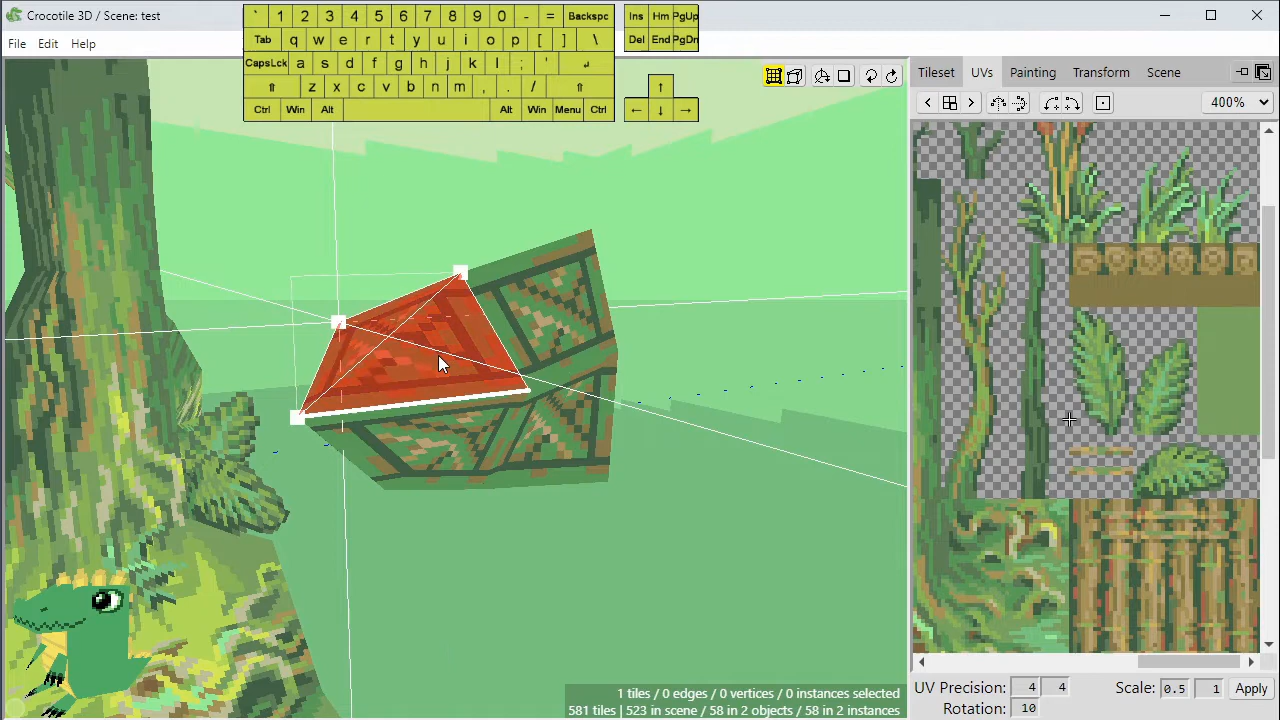 Crocotile 3D / Scene: test
File Edit Help
` 1 2 3 4 5 6 7 8 9 0 - = Backspc
Tab q w e r t y u i o p [ ] \
CapsLck a s d f g h j k l ; ' ↲
⇧ z x c v b n m , . / ⇧
Ctrl Win Alt Alt Win Menu Ctrl
Ins Hm PgUp
Del End PgDn
↑
← ↓ →
Tileset UVs Painting Transform Scene
400%
1 tiles / 0 edges / 0 vertices / 0 instances selected
581 tiles | 523 in scene / 58 in 2 objects / 58 in 2 instances
UV Precision: 4 4 Scale: 0.5 1 Apply
Rotation: 10